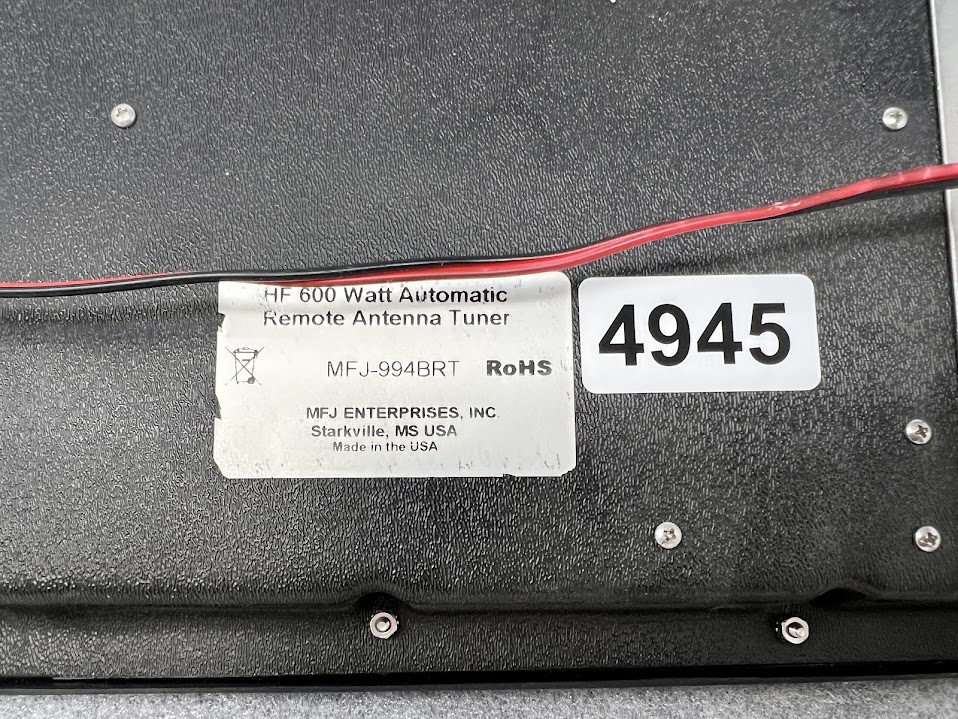 HF 600 Watt Automatic
Remote Antenna Tuner
MFJ-994BRT RoHS
MFJ ENTERPRISES, INC.
Starkville, MS USA
Made in the USA
4945